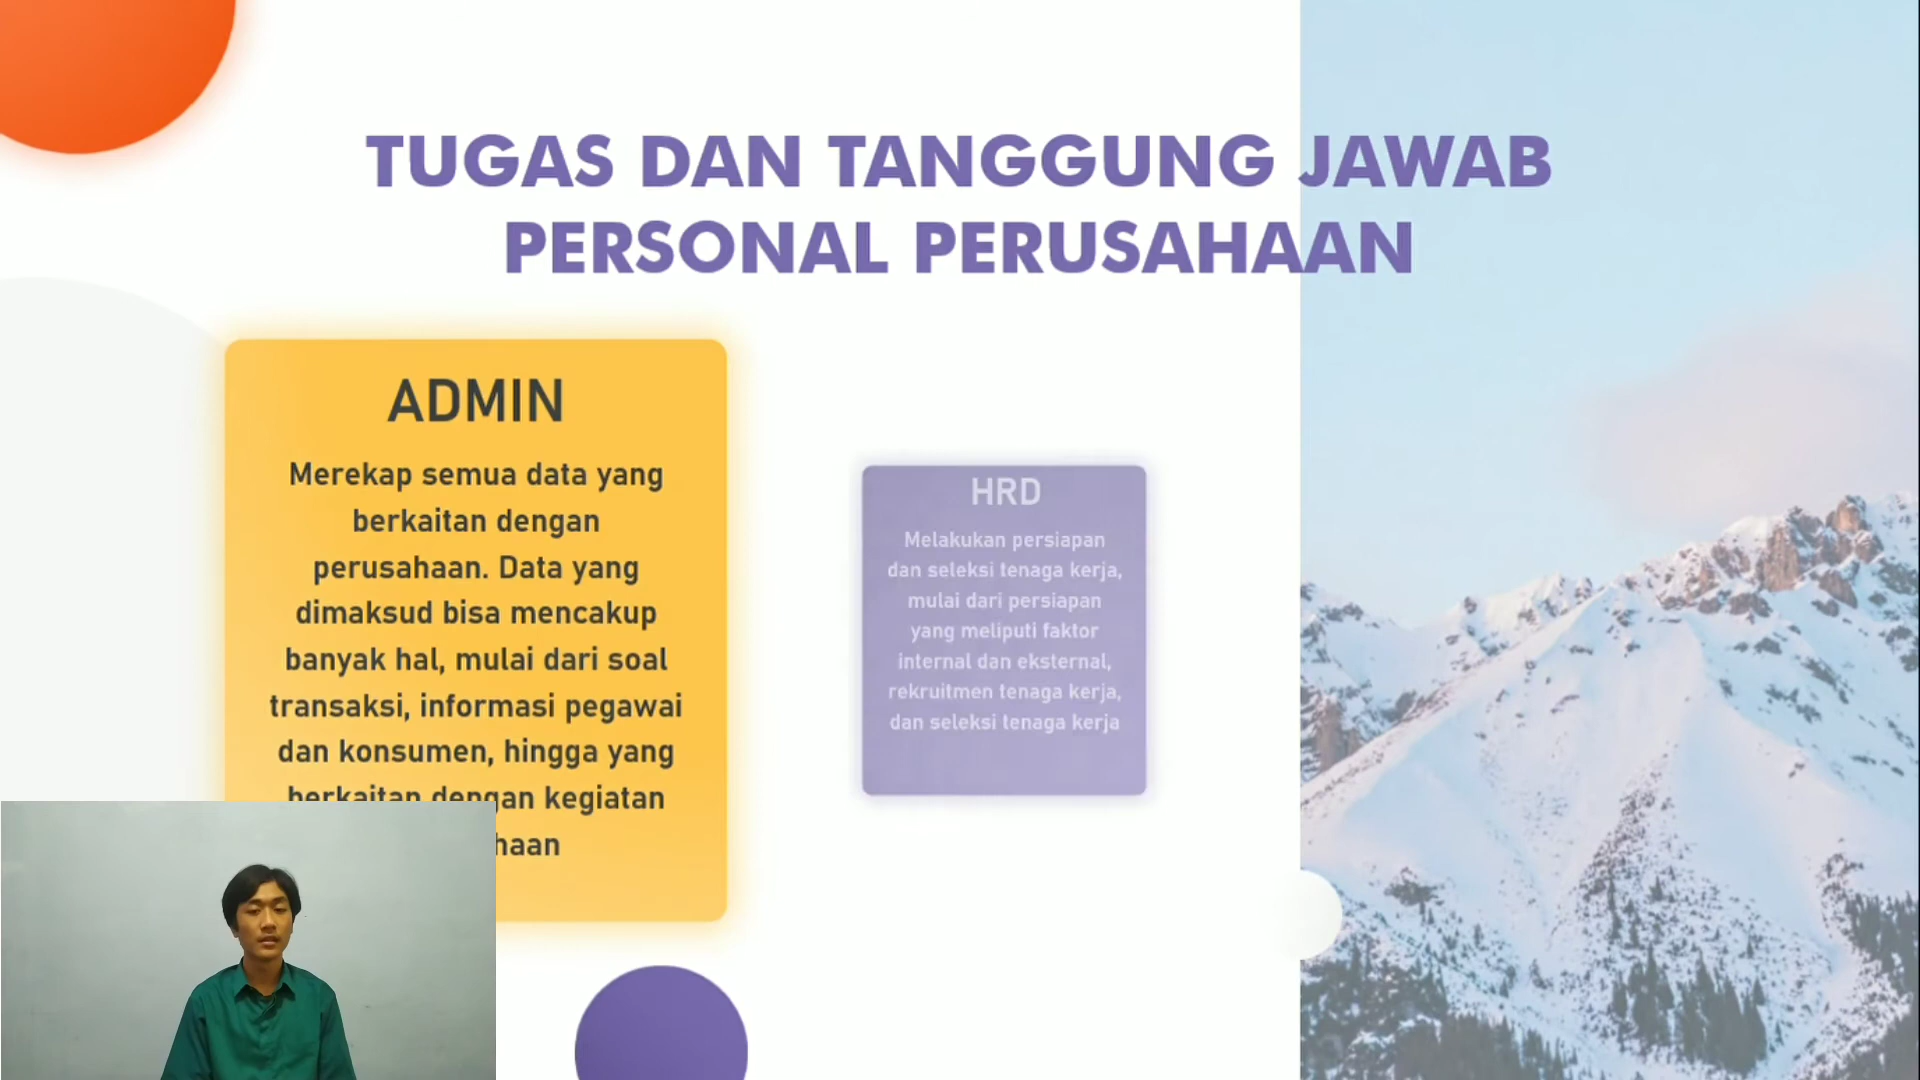 TUGAS DAN TANGGUNG JAWAB
PERSONAL PERUSAHAAN
ADMIN
Merekap semua data yang
berkaitan dengan
perusahaan. Data yang
dimaksud bisa mencakup
banyak hal, mulai dari soal
transaksi, informasi pegawai
dan konsumen, hingga yang
berkaitan dengan kegiatan
haan
HRD
Melakukan persiapan
dan seleksi tenaga kerja,
mulai dari persiapan
yang meliputi faktor
internal dan eksternal,
rekruitmen tenaga kerja,
dan seleksi tenaga kerja